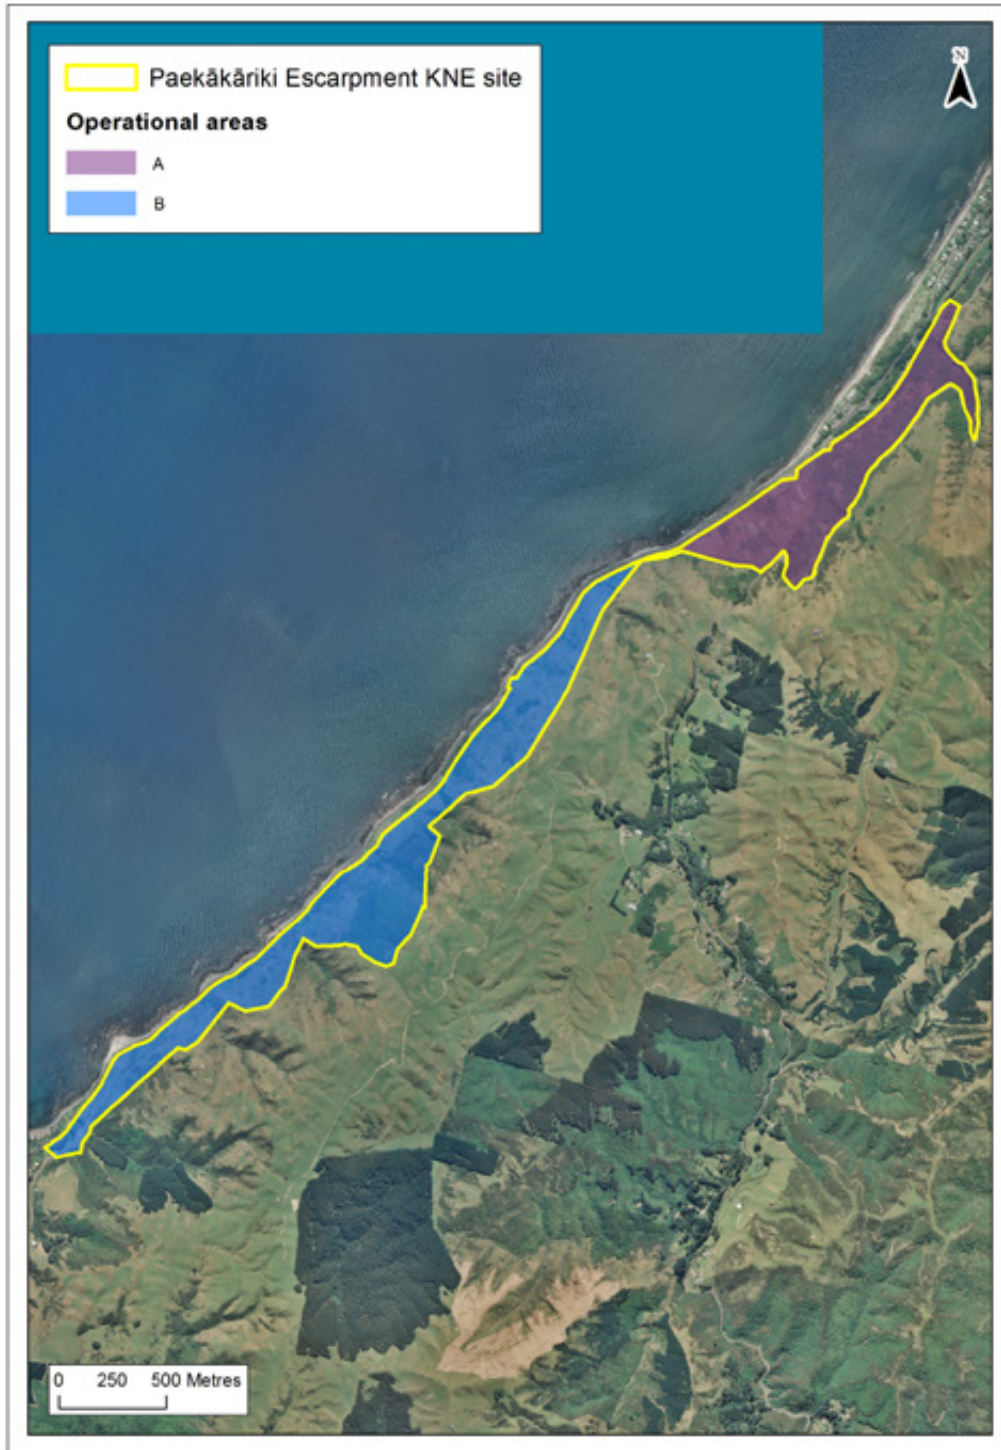 Paekākāriki Escarpment KNE site
Operational areas
A
B
N
0 250 500 Metres